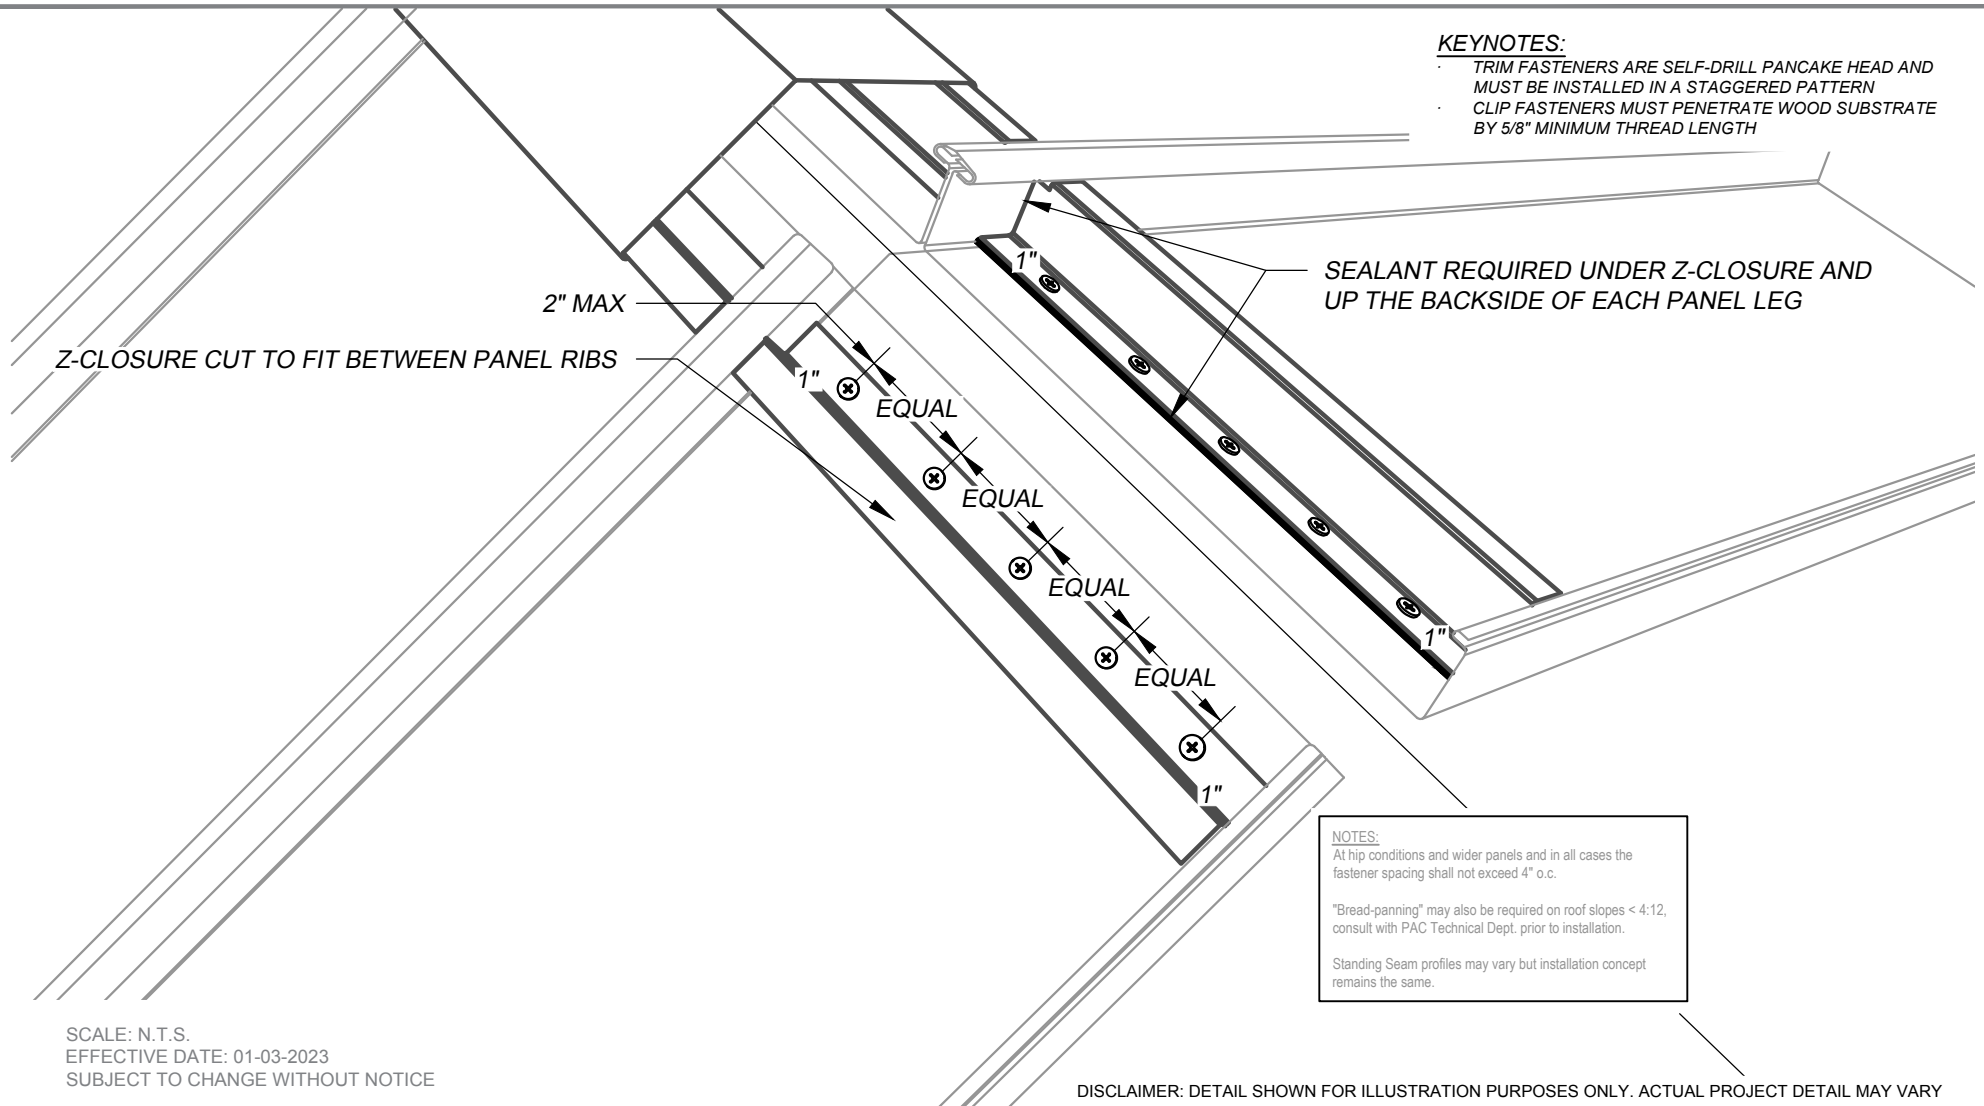 KEYNOTES:
· TRIM FASTENERS ARE SELF-DRILL PANCAKE HEAD AND
MUST BE INSTALLED IN A STAGGERED PATTERN
· CLIP FASTENERS MUST PENETRATE WOOD SUBSTRATE
BY 5/8" MINIMUM THREAD LENGTH
1"
SEALANT REQUIRED UNDER Z-CLOSURE AND
UP THE BACKSIDE OF EACH PANEL LEG
2" MAX
Z-CLOSURE CUT TO FIT BETWEEN PANEL RIBS
1"
EQUAL
EQUAL
EQUAL
EQUAL
1"
1"
NOTES:
At hip conditions and wider panels and in all cases the
fastener spacing shall not exceed 4" o.c.
"Bread-panning" may also be required on roof slopes < 4:12,
consult with PAC Technical Dept. prior to installation.
Standing Seam profiles may vary but installation concept
remains the same.
SCALE: N.T.S.
EFFECTIVE DATE: 01-03-2023
SUBJECT TO CHANGE WITHOUT NOTICE
DISCLAIMER: DETAIL SHOWN FOR ILLUSTRATION PURPOSES ONLY. ACTUAL PROJECT DETAIL MAY VARY